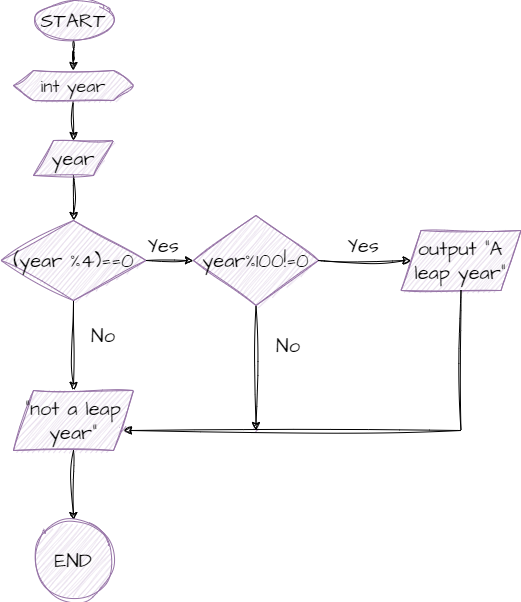 START
int year
year
(year %4)==0
Yes
year%100!=0
Yes
output "A
leap year"
No
No
"not a leap
year"
END